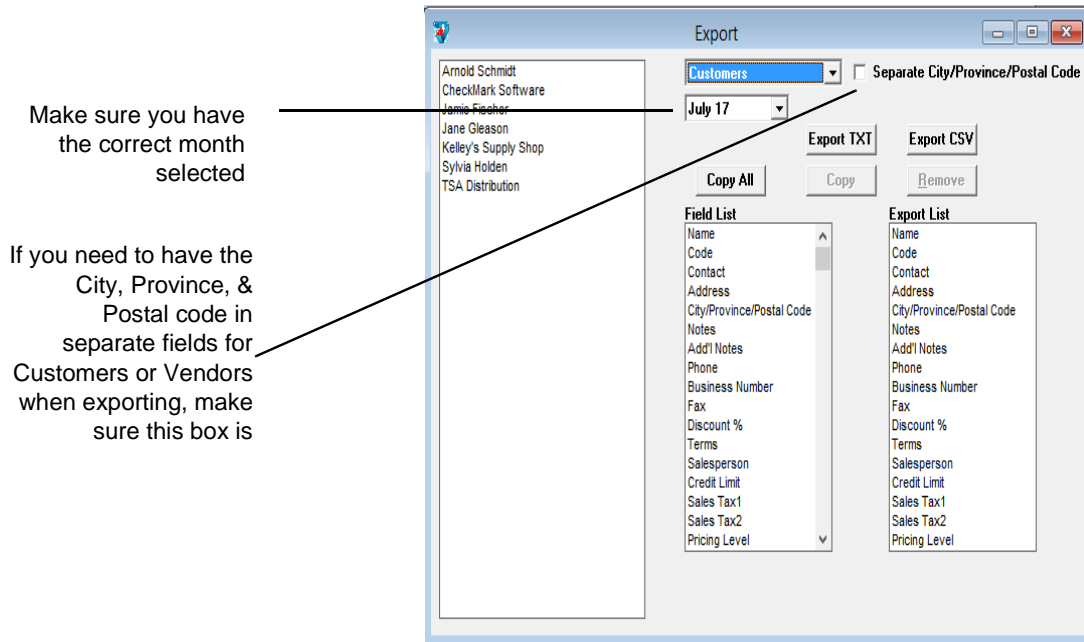 Export
Make sure you have
the correct month
selected
If you need to have the
City, Province, &
Postal code in
separate fields for
Customers or Vendors
when exporting, make
sure this box is
Arnold Schmidt
CheckMark Software
Jamie Fischer
Jane Gleason
Kelley's Supply Shop
Sylvia Holden
TSA Distribution
Customers
Separate City/Province/Postal Code
July 17
Export TXT
Export CSV
Copy All
Copy
Remove
Field List
Name
Code
Contact
Address
City/Province/Postal Code
Notes
Add'l Notes
Phone
Business Number
Fax
Discount %
Terms
Salesperson
Credit Limit
Sales Tax1
Sales Tax2
Pricing Level
Export List
Name
Code
Contact
Address
City/Province/Postal Code
Notes
Add'l Notes
Phone
Business Number
Fax
Discount %
Terms
Salesperson
Credit Limit
Sales Tax1
Sales Tax2
Pricing Level